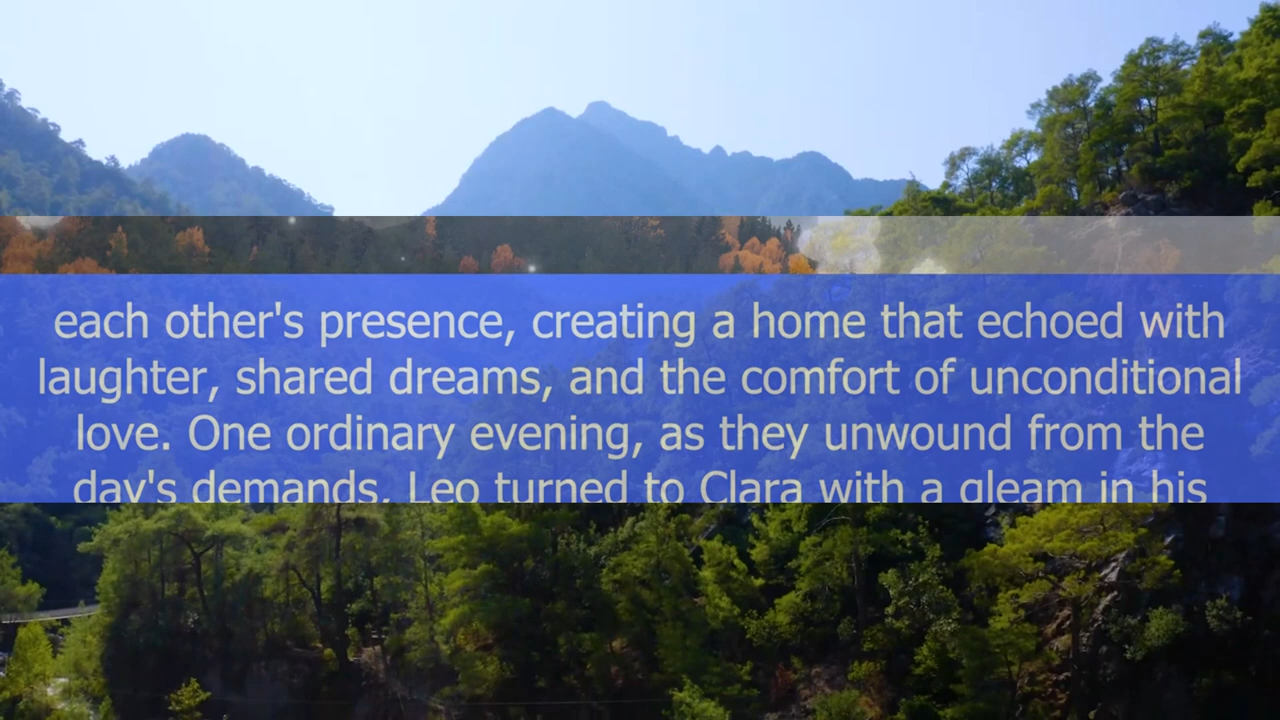 each other's presence, creating a home that echoed with
laughter, shared dreams, and the comfort of unconditional
love. One ordinary evening, as they unwound from the
day's demands, Leo turned to Clara with a gleam in his